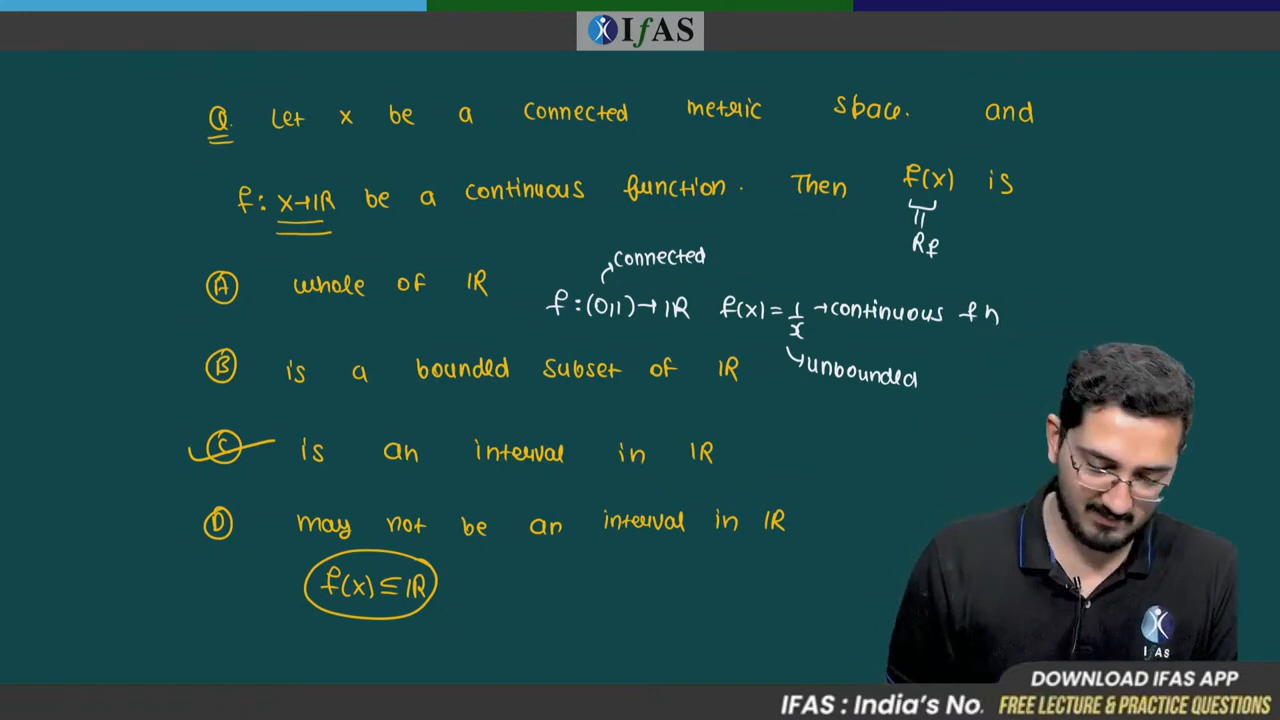 IfAS
Q. Let x be a connected metric space. and
f: X→IR be a continuous function. Then f(x) is
Rf
connected
(A) whole of IR
f:(0,1)→IR f(x)=1/x →continuous fn
(B) is a bounded subset of IR
unbounded
(C) is an interval in IR
(D) may not be an interval in IR
f(x)⊆IR
IfAS
DOWNLOAD IFAS APP
IFAS : India's No. FREE LECTURE & PRACTICE QUESTIONS